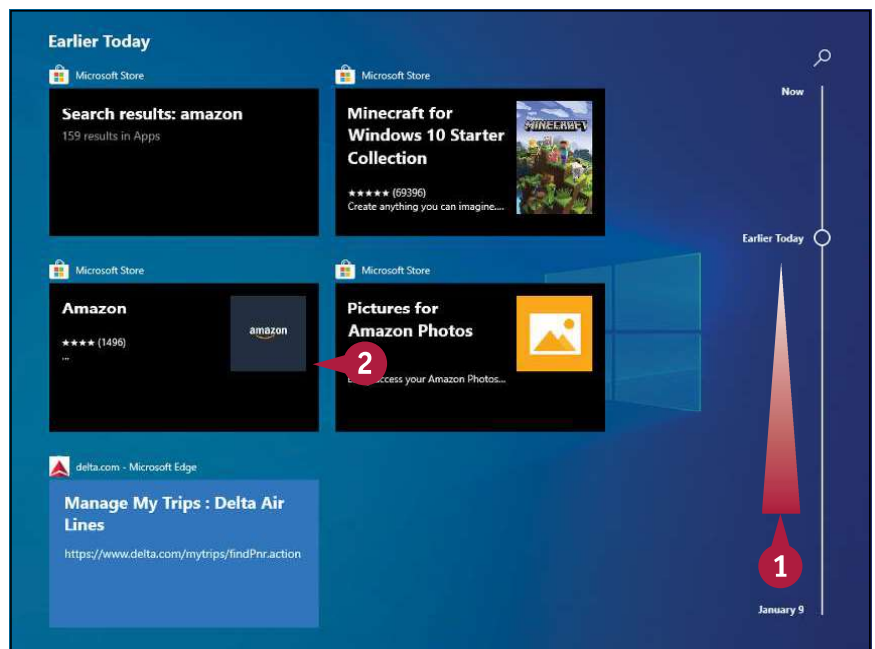 Earlier Today
Microsoft Store
Search results: amazon
159 results in Apps
Microsoft Store
Minecraft for
Windows 10 Starter
Collection
★★★★★ (69396)
Create anything you can imagine....
MINECRAFT
Microsoft Store
Amazon
★★★★ (1496)
...
amazon
2
Microsoft Store
Pictures for
Amazon Photos
access your Amazon Photos...
delta.com - Microsoft Edge
Manage My Trips : Delta Air
Lines
https://www.delta.com/mytrips/findPnr.action
Now
Earlier Today
1
January 9